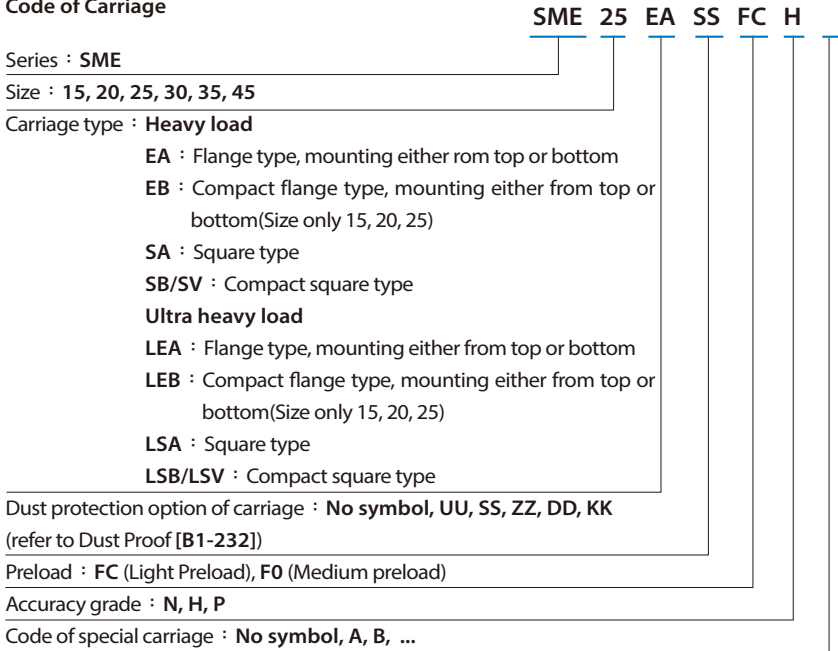 Code of Carriage
SME 25 EA SS FC H
Series : SME
Size : 15, 20, 25, 30, 35, 45
Carriage type : Heavy load
EA : Flange type, mounting either rom top or bottom
EB : Compact flange type, mounting either from top or
bottom(Size only 15, 20, 25)
SA : Square type
SB/SV : Compact square type
Ultra heavy load
LEA : Flange type, mounting either from top or bottom
LEB : Compact flange type, mounting either from top or
bottom(Size only 15, 20, 25)
LSA : Square type
LSB/LSV : Compact square type
Dust protection option of carriage : No symbol, UU, SS, ZZ, DD, KK
(refer to Dust Proof [B1-232])
Preload : FC (Light Preload), F0 (Medium preload)
Accuracy grade : N, H, P
Code of special carriage : No symbol, A, B, ...